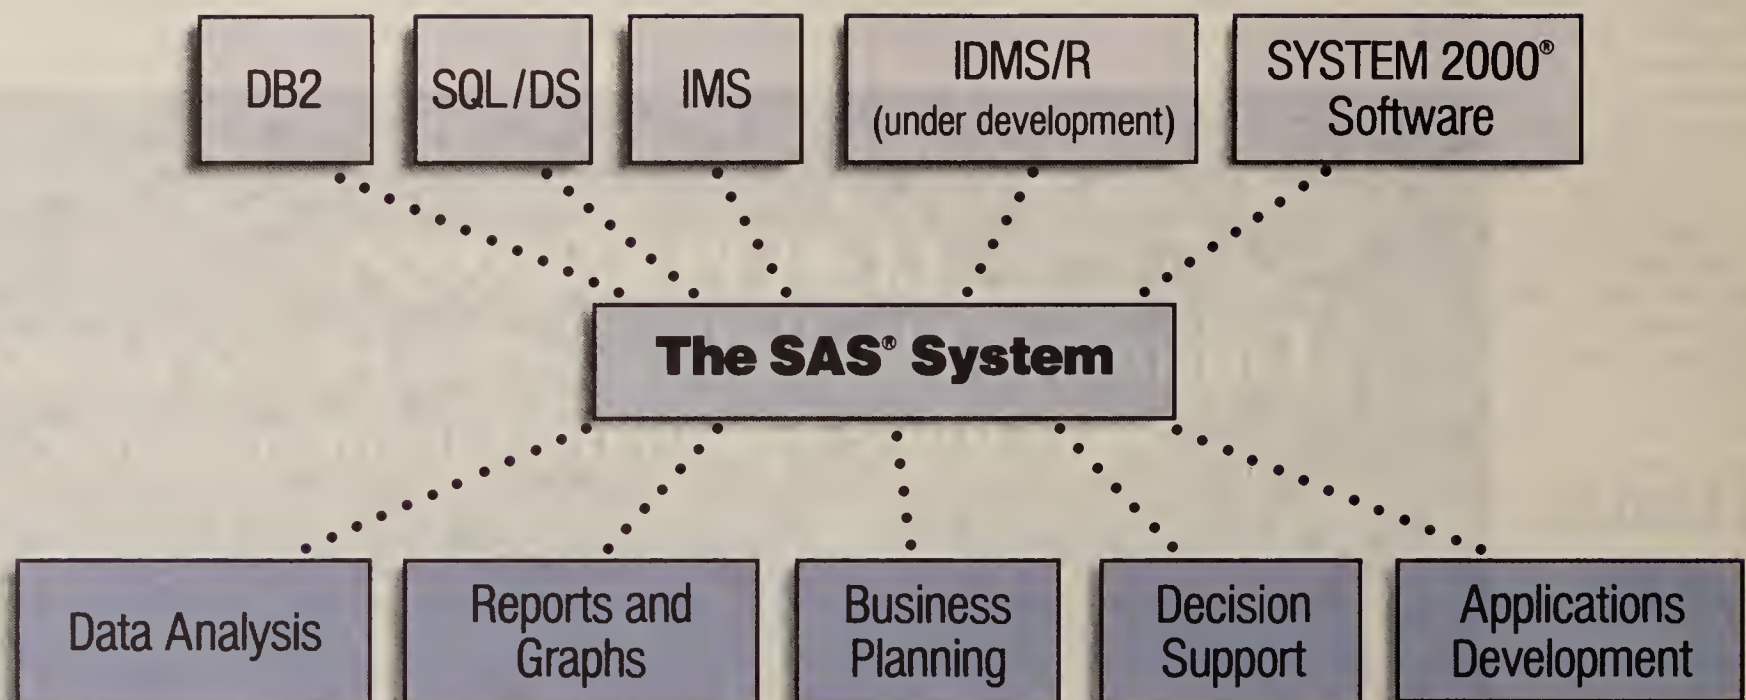 DB2
SQL/DS
IMS
IDMS/R
(under development)
SYSTEM 2000®
Software
The SAS® System
Data Analysis
Reports and
Graphs
Business
Planning
Decision
Support
Applications
Development